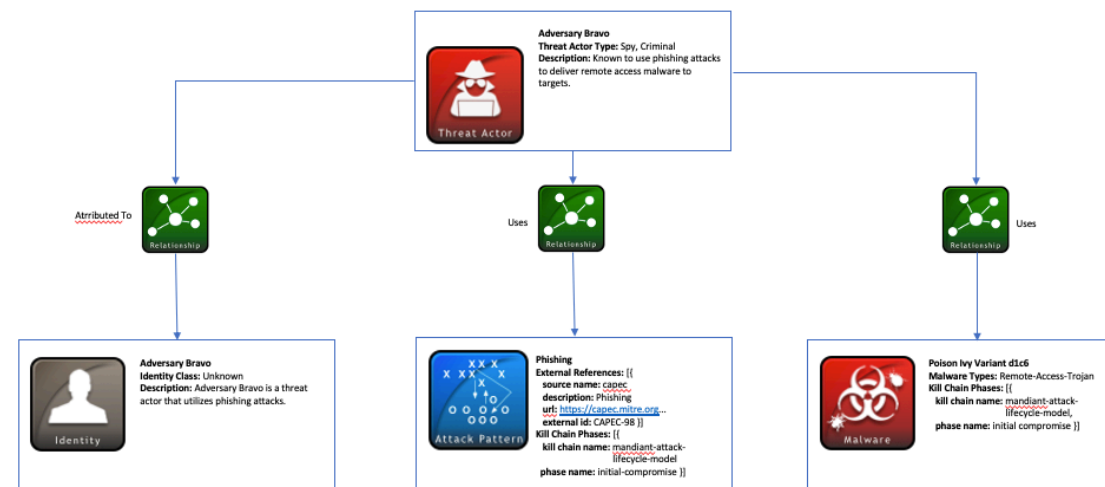 Adversary Bravo
Threat Actor Type: Spy, Criminal
Description: Known to use phishing attacks
to deliver remote access malware to
targets.
Threat Actor
Atrributed To
Relationship
Uses
Relationship
Relationship
Uses
Adversary Bravo
Identity Class: Unknown
Description: Adversary Bravo is a threat
actor that utilizes phishing attacks.
Identity
Phishing
External References: [{
source name: capec
description: Phishing
url: https://capec.mitre.org...
external id: CAPEC-98 }]
Kill Chain Phases: [{
kill chain name: mandiant-attack-
lifecycle-model
phase name: initial-compromise }]
X X X
X X X X
X
O
O O O O
O O O
Attack Pattern
Poison Ivy Variant d1c6
Malware Types: Remote-Access-Trojan
Kill Chain Phases: [{
kill chain name: mandiant-attack-
lifecycle-model,
phase name: initial compromise }]
Malware